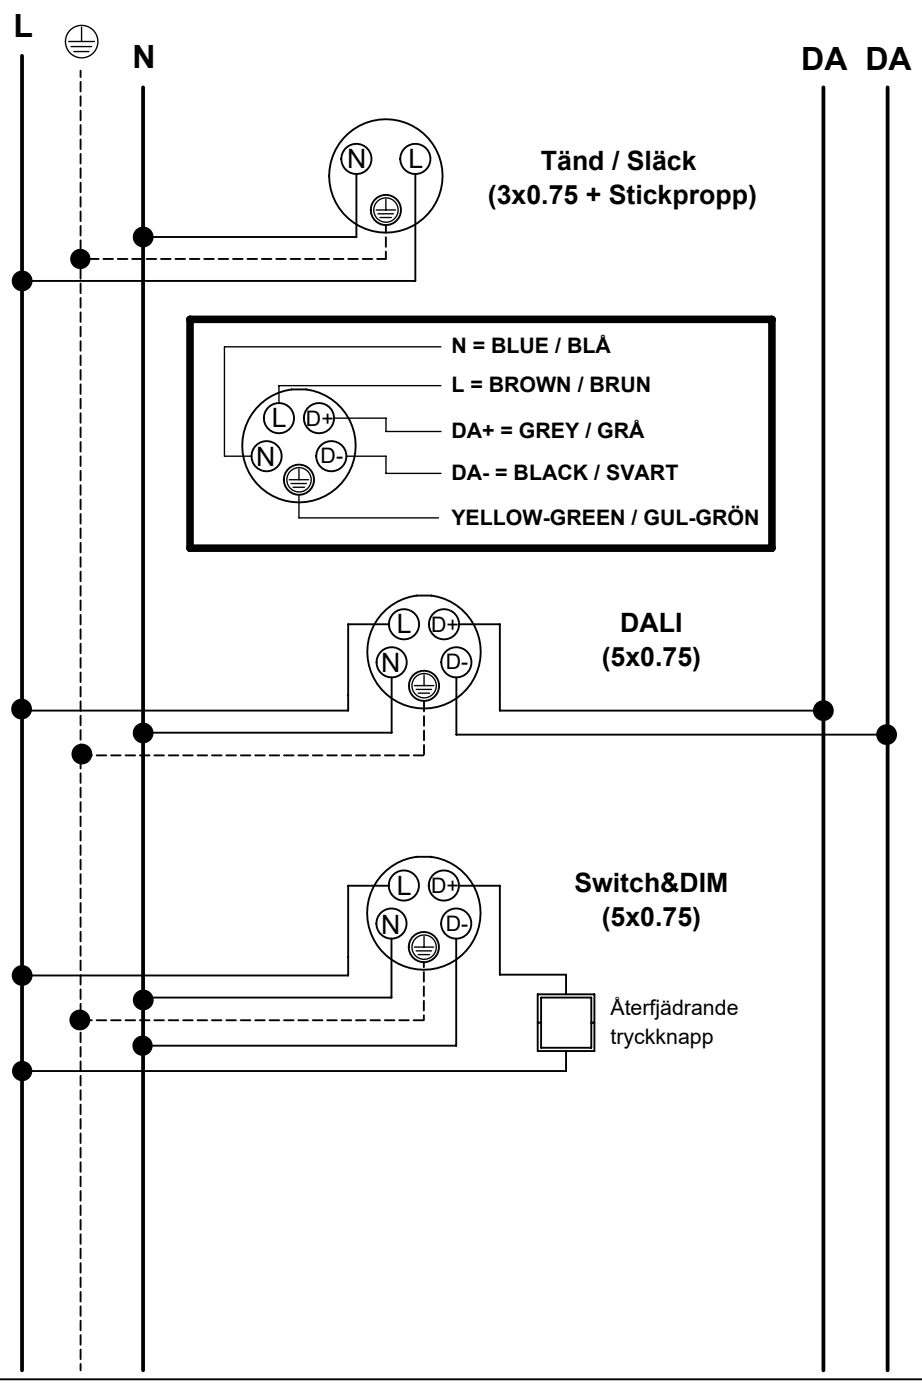 L
N
DA DA
N L
Tänd / Släck
(3x0.75 + Stickpropp)
N = BLUE / BLÅ
L = BROWN / BRUN
L D+
DA+ = GREY / GRÅ
N D-
DA- = BLACK / SVART
YELLOW-GREEN / GUL-GRÖN
L D+
DALI
N D-
(5x0.75)
L D+
Switch&DIM
N D-
(5x0.75)
Återfjädrande
tryckknapp